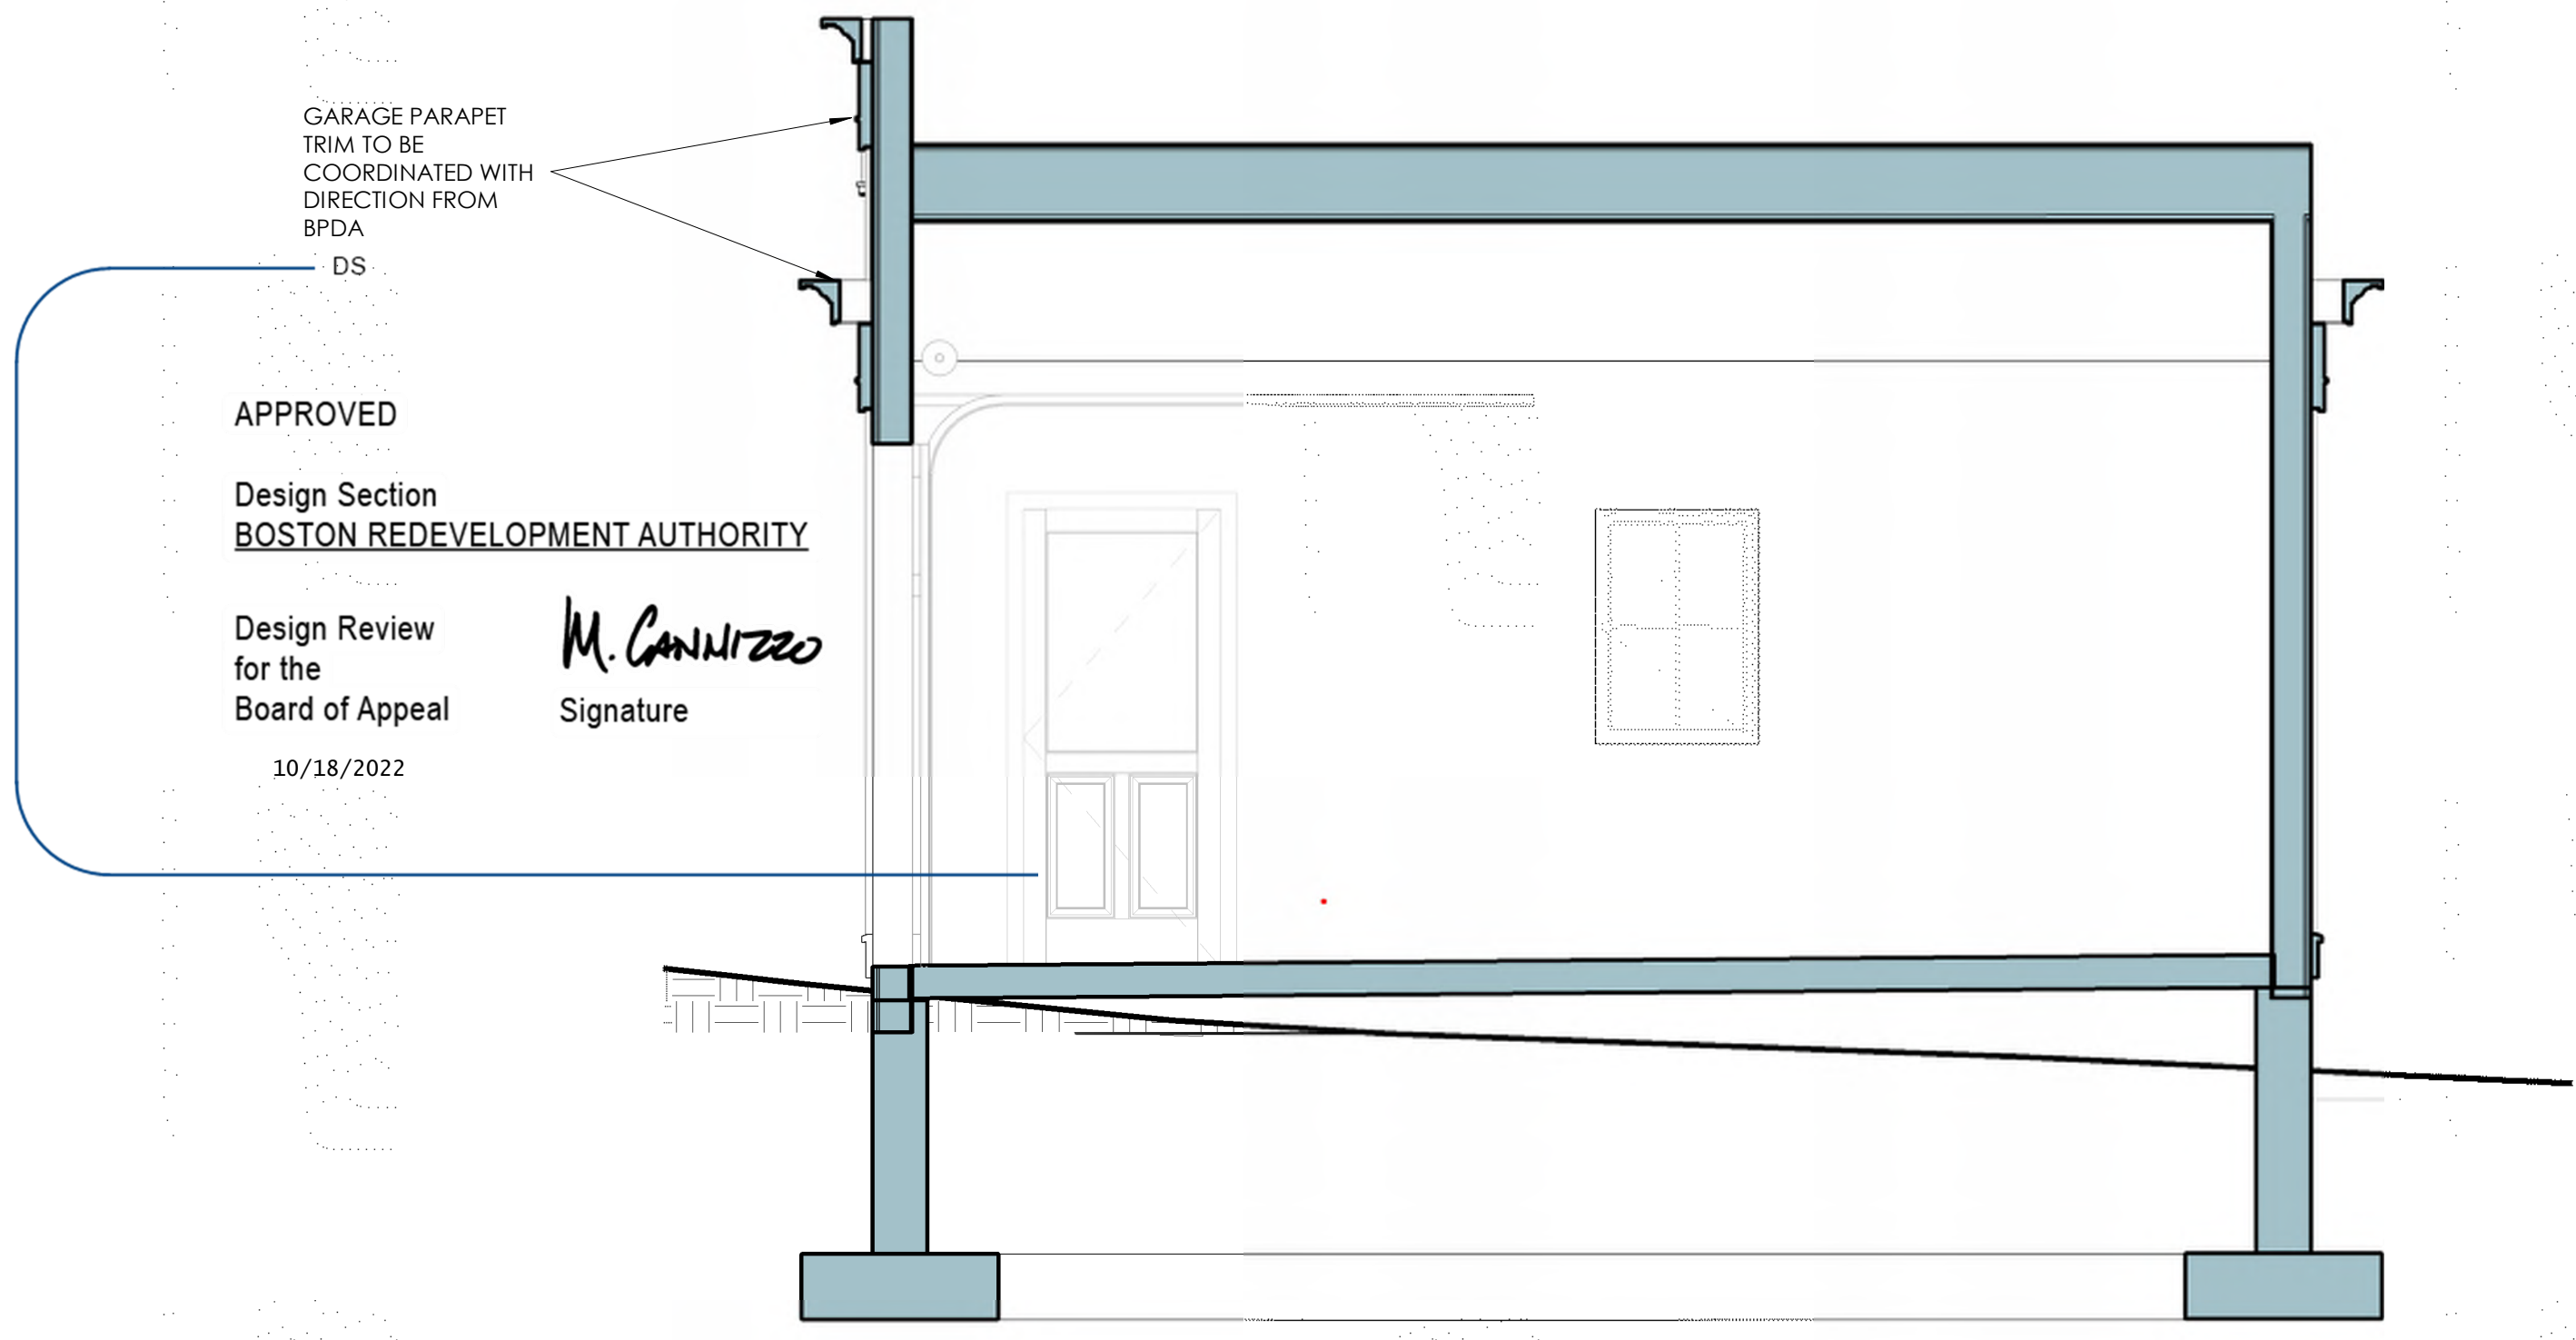 GARAGE PARAPET
TRIM TO BE
COORDINATED WITH
DIRECTION FROM
BPDA
DS
APPROVED
Design Section
BOSTON REDEVELOPMENT AUTHORITY
Design Review
for the
Board of Appeal
M. CANNIZZO
Signature
10/18/2022